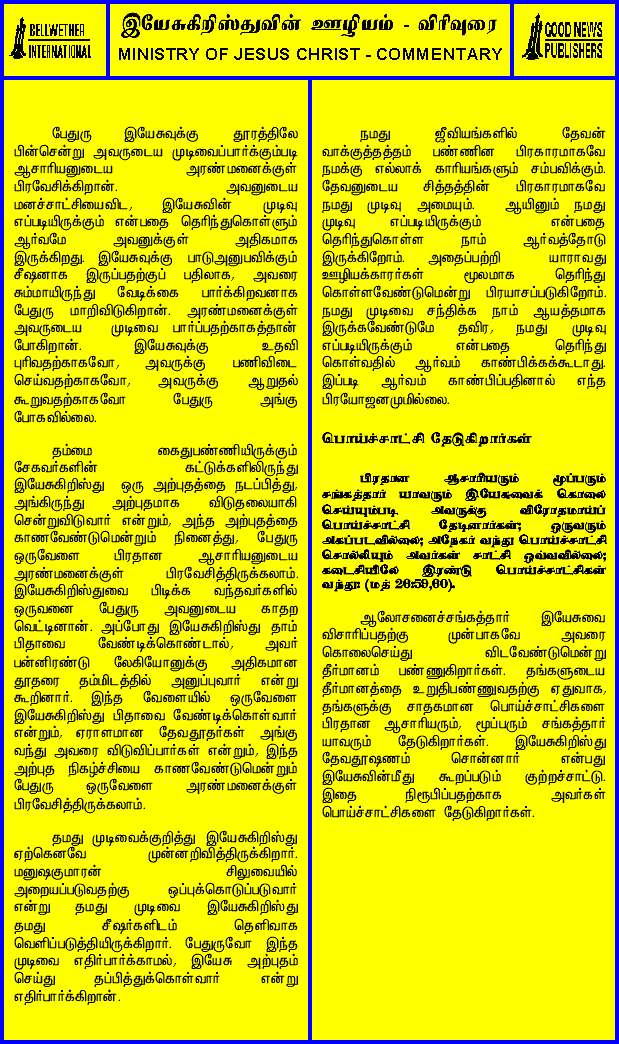 BELLWETHER
INTERNATIONAL
இயேசுகிறிஸ்துவின் ஊழியம் - விரிவுரை
MINISTRY OF JESUS CHRIST - COMMENTARY
GOOD NEWS
PUBLISHERS
பேதுரு இயேசுவுக்கு தூரத்திலே
பின்சென்று அவருடைய முடிவைப்பார்க்கும்படி
ஆசாரியனுடைய அரண்மனைக்குள்
பிரவேசிக்கிறான். அவனுடைய
மனச்சாட்சியைவிட, இயேசுவின் முடிவு
எப்படியிருக்கும் என்பதை தெரிந்துகொள்ளும்
ஆர்வமே அவனுக்குள் அதிகமாக
இருக்கிறது. இயேசுவுக்கு பாடுஅனுபவிக்கும்
சீஷனாக இருப்பதற்குப் பதிலாக, அவரை
சும்மாயிருந்து வேடிக்கை பார்க்கிறவனாக
பேதுரு மாறிவிடுகிறான். அரண்மனைக்குள்
அவருடைய முடிவை பார்ப்பதற்காகத்தான்
போகிறான். இயேசுவுக்கு உதவி
புரிவதற்காகவோ, அவருக்கு பணிவிடை
செய்வதற்காகவோ, அவருக்கு ஆறுதல்
கூறுவதற்காகவோ பேதுரு அங்கு
போகவில்லை.
தம்மை கைதுபண்ணியிருக்கும்
சேகவர்களின் கட்டுக்களிலிருந்து
இயேசுகிறிஸ்து ஒரு அற்புதத்தை நடப்பித்து,
அங்கிருந்து அற்புதமாக விடுதலையாகி
சென்றுவிடுவார் என்றும், அந்த அற்புதத்தை
காணவேண்டுமென்றும் நினைத்து, பேதுரு
ஒருவேளை பிரதான ஆசாரியனுடைய
அரண்மனைக்குள் பிரவேசித்திருக்கலாம்.
இயேசுகிறிஸ்துவை பிடிக்க வந்தவர்களில்
ஒருவனை பேதுரு அவனுடைய காதற
வெட்டினான். அப்போது இயேசுகிறிஸ்து தாம்
பிதாவை வேண்டிக்கொண்டால், அவர்
பன்னிரண்டு லேகியோனுக்கு அதிகமான
தூதரை தம்மிடத்தில் அனுப்புவார் என்று
கூறினார். இந்த வேளையில் ஒருவேளை
இயேசுகிறிஸ்து பிதாவை வேண்டிக்கொள்வார்
என்றும், ஏராளமான தேவதூதர்கள் அங்கு
வந்து அவரை விடுவிப்பார்கள் என்றும், இந்த
அற்புத நிகழ்ச்சியை காணவேண்டுமென்றும்
பேதுரு ஒருவேளை அரண்மனைக்குள்
பிரவேசித்திருக்கலாம்.
தமது முடிவைக்குறித்து இயேசுகிறிஸ்து
ஏற்கெனவே முன்னறிவித்திருக்கிறார்.
மனுஷகுமாரன் சிலுவையில்
அறையப்படுவதற்கு ஒப்புக்கொடுப்படுவார்
என்று தமது முடிவை இயேசுகிறிஸ்து
தமது சீஷர்களிடம் தெளிவாக
வெளிப்படுத்தியிருக்கிறார். பேதுருவோ இந்த
முடிவை எதிர்பார்க்காமல், இயேசு அற்புதம்
செய்து தப்பித்துக்கொள்வார் என்று
எதிர்பார்க்கிறான்.
நமது ஜீவியங்களில் தேவன்
வாக்குத்தத்தம் பண்ணின பிரகாரமாகவே
நமக்கு எல்லாக் காரியங்களும் சம்பவிக்கும்.
தேவனுடைய சித்தத்தின் பிரகாரமாகவே
நமது முடிவு அமையும். ஆயினும் நமது
முடிவு எப்படியிருக்கும் என்பதை
தெரிந்துகொள்ள நாம் ஆர்வத்தோடு
இருக்கிறோம். அதைப்பற்றி யாராவது
ஊழியக்காரர்கள் மூலமாக தெரிந்து
கொள்ளவேண்டுமென்று பிரயாசப்படுகிறோம்.
நமது முடிவை சந்திக்க நாம் ஆயத்தமாக
இருக்கவேண்டுமே தவிர, நமது முடிவு
எப்படியிருக்கும் என்பதை தெரிந்து
கொள்வதில் ஆர்வம் காண்பிக்கக்கூடாது.
இப்படி ஆர்வம் காண்பிப்பதினால் எந்த
பிரயோஜனமுமில்லை.
பொய்ச்சாட்சி தேடுகிறார்கள்
பிரதான ஆசாரியரும் மூப்பரும்
சங்கத்தார் யாவரும் இயேசுவைக் கொலை
செய்யும்படி அவருக்கு விரோதமாய்ப்
பொய்ச்சாட்சி தேடினார்கள்; ஒருவரும்
அகப்படவில்லை; அநேகர் வந்து பொய்ச்சாட்சி
சொல்லியும் அவர்கள் சாட்சி ஒவ்வவில்லை;
கடைசியிலே இரண்டு பொய்ச்சாட்சிகள்
வந்து: (மத் 26:59,60).
ஆலோசனைச்சங்கத்தார் இயேசுவை
விசாரிப்பதற்கு முன்பாகவே அவரை
கொலைசெய்து விடவேண்டுமென்று
தீர்மானம் பண்ணுகிறார்கள். தங்களுடைய
தீர்மானத்தை உறுதிபண்ணுவதற்கு ஏதுவாக,
தங்களுக்கு சாதகமான பொய்ச்சாட்சிகளை
பிரதான ஆசாரியரும், மூப்பரும் சங்கத்தார்
யாவரும் தேடுகிறார்கள். இயேசுகிறிஸ்து
தேவதூஷணம் சொன்னார் என்பது
இயேசுவின்மீது கூறப்படும் குற்றச்சாட்டு.
இதை நிரூபிப்பதற்காக அவர்கள்
பொய்ச்சாட்சிகளை தேடுகிறார்கள்.